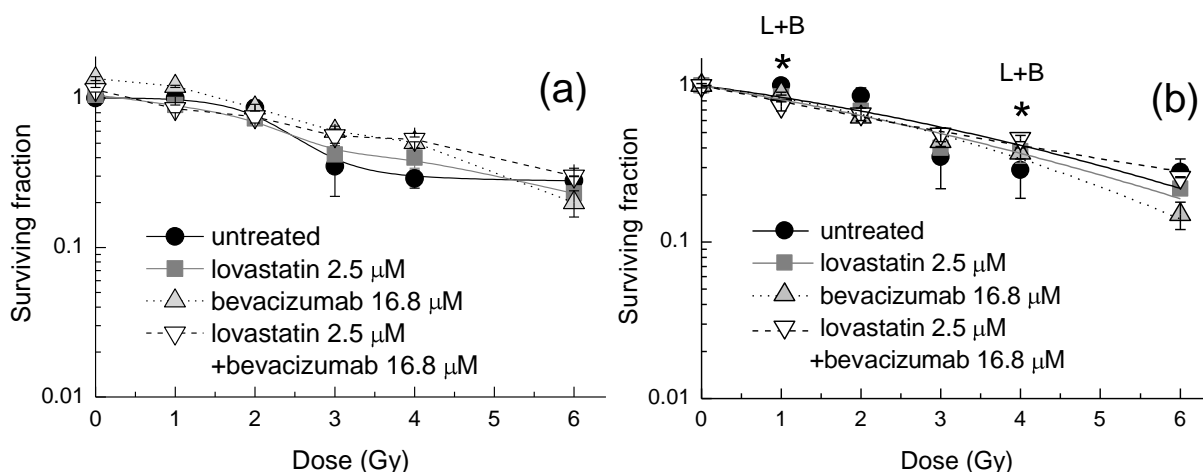 (a)
Surviving fraction
1
0.1
0.01
untreated
lovastatin 2.5 μM
bevacizumab 16.8 μM
lovastatin 2.5 μM
+bevacizumab 16.8 μM
0 1 2 3 4 5 6
Dose (Gy)
L+B
*
L+B
*
(b)
Surviving fraction
1
0.1
0.01
untreated
lovastatin 2.5 μM
bevacizumab 16.8 μM
lovastatin 2.5 μM
+bevacizumab 16.8 μM
0 1 2 3 4 5 6
Dose (Gy)